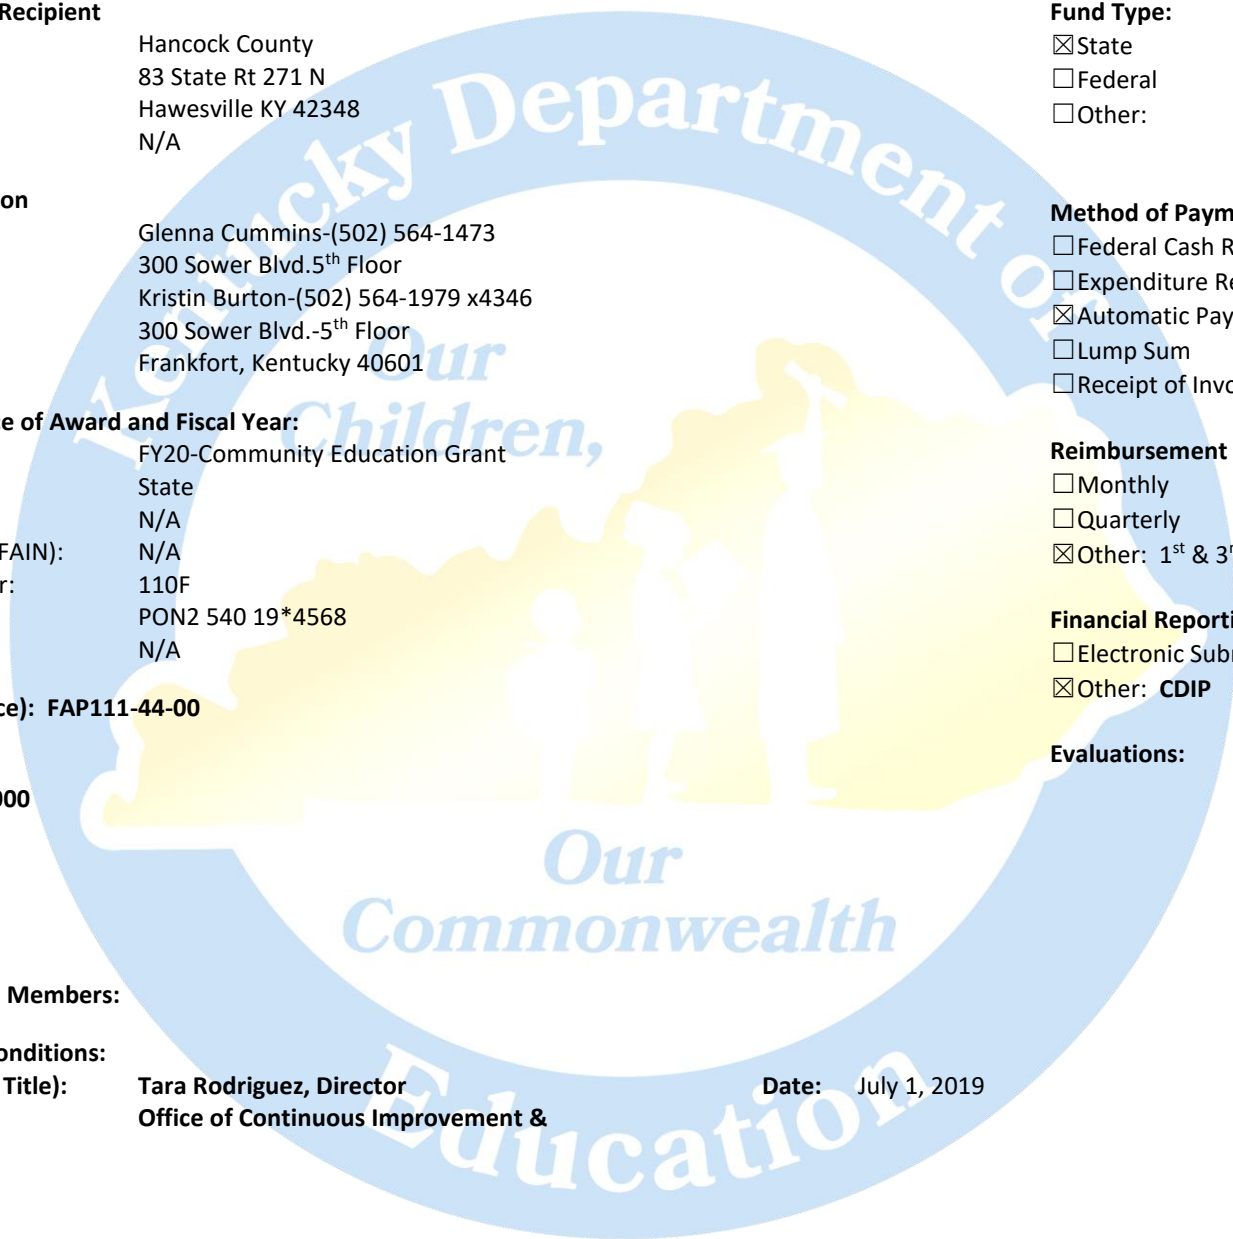 Recipient
Hancock County
83 State Rt 271 N
Hawesville KY 42348
N/A
on
Glenna Cummins-(502) 564-1473
300 Sower Blvd.5th Floor
Kristin Burton-(502) 564-1979 x4346
300 Sower Blvd.-5th Floor
Frankfort, Kentucky 40601
e of Award and Fiscal Year:
FY20-Community Education Grant
State
N/A
FAIN): N/A
r: 110F
PON2 540 19*4568
N/A
ce): FAP111-44-00
000
Members:
onditions:
Title): Tara Rodriguez, Director Date: July 1, 2019
Office of Continuous Improvement &
Fund Type:
☒State
☐Federal
☐Other:
Method of Paym
☐Federal Cash R
☐Expenditure Re
☒Automatic Pay
☐Lump Sum
☐Receipt of Invo
Reimbursement
☐Monthly
☐Quarterly
☒Other: 1st & 3r
Financial Reporti
☐Electronic Subr
☒Other: CDIP
Evaluations:
Kentucky Department of
Education
Our
Children,
Our
Commonwealth